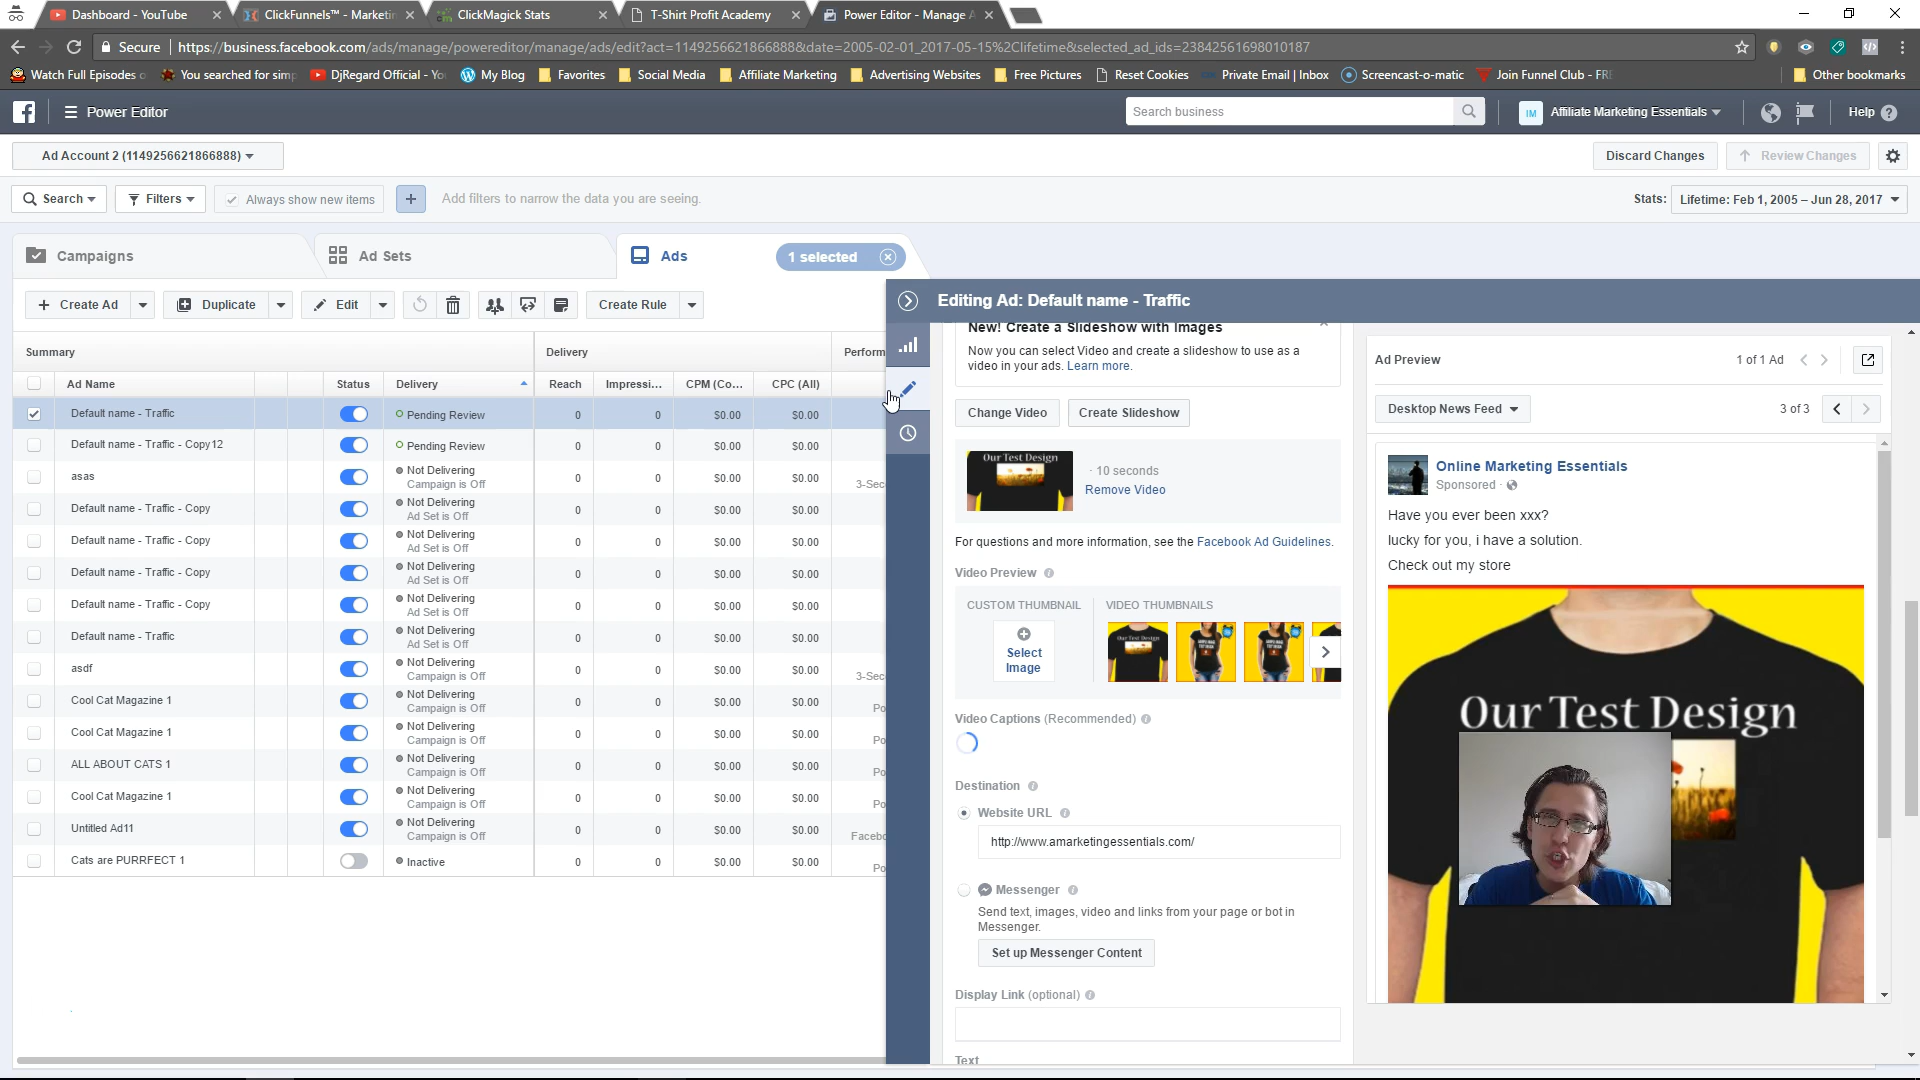 Dashboard - YouTube
ClickFunnels™ - Marketin
ClickMagick Stats
T-Shirt Profit Academy
Power Editor - Manage A
Secure
https://business.facebook.com/ads/manage/powereditor/manage/ads/edit?act=1149256621866888&date=2005-02-01_2017-05-15%2Clifetime&selected_ad_ids=23842561698010187
Watch Full Episodes o
You searched for simp
DjRegard Official - Yo
My Blog
Favorites
Social Media
Affiliate Marketing
Advertising Websites
Free Pictures
Reset Cookies
Private Email | Inbox
Screencast-o-matic
Join Funnel Club - FRE
Other bookmarks
Power Editor
Search business
IM
Affiliate Marketing Essentials
Help
Ad Account 2 (1149256621866888)
Discard Changes
Review Changes
Search
Filters
Always show new items
Add filters to narrow the data you are seeing.
Stats:
Lifetime: Feb 1, 2005 – Jun 28, 2017
Campaigns
Ad Sets
Ads
1 selected
Create Ad
Duplicate
Edit
Create Rule
Summary
Delivery
Perform
Ad Name
Status
Delivery
Reach
Impressi...
CPM (Co...
CPC (All)
Default name - Traffic
Pending Review
0
0
$0.00
$0.00
Default name - Traffic - Copy12
Pending Review
0
0
$0.00
$0.00
asas
Not Delivering
Campaign is Off
0
0
$0.00
$0.00
3-Sec
Default name - Traffic - Copy
Not Delivering
Ad Set is Off
0
0
$0.00
$0.00
Default name - Traffic - Copy
Not Delivering
Ad Set is Off
0
0
$0.00
$0.00
Default name - Traffic - Copy
Not Delivering
Ad Set is Off
0
0
$0.00
$0.00
Default name - Traffic - Copy
Not Delivering
Ad Set is Off
0
0
$0.00
$0.00
Default name - Traffic
Not Delivering
Ad Set is Off
0
0
$0.00
$0.00
asdf
Not Delivering
Campaign is Off
0
0
$0.00
$0.00
3-Sec
Cool Cat Magazine 1
Not Delivering
Campaign is Off
0
0
$0.00
$0.00
Po
Cool Cat Magazine 1
Not Delivering
Campaign is Off
0
0
$0.00
$0.00
Po
ALL ABOUT CATS 1
Not Delivering
Campaign is Off
0
0
$0.00
$0.00
Po
Cool Cat Magazine 1
Not Delivering
Campaign is Off
0
0
$0.00
$0.00
Po
Untitled Ad11
Not Delivering
Campaign is Off
0
0
$0.00
$0.00
Facebo
Cats are PURRFECT 1
Inactive
0
0
$0.00
$0.00
Po
Editing Ad: Default name - Traffic
New! Create a Slideshow with Images
Now you can select Video and create a slideshow to use as a
video in your ads. Learn more.
Change Video
Create Slideshow
Our Test Design
- 10 seconds
Remove Video
For questions and more information, see the Facebook Ad Guidelines.
Video Preview
CUSTOM THUMBNAIL
VIDEO THUMBNAILS
Select
Image
Video Captions (Recommended)
Destination
Website URL
http://www.amarketingessentials.com/
Messenger
Send text, images, video and links from your page or bot in
Messenger.
Set up Messenger Content
Display Link (optional)
Text
Ad Preview
1 of 1 Ad
Desktop News Feed
3 of 3
Online Marketing Essentials
Sponsored ·
Have you ever been xxx?
lucky for you, i have a solution.
Check out my store
Our Test Design